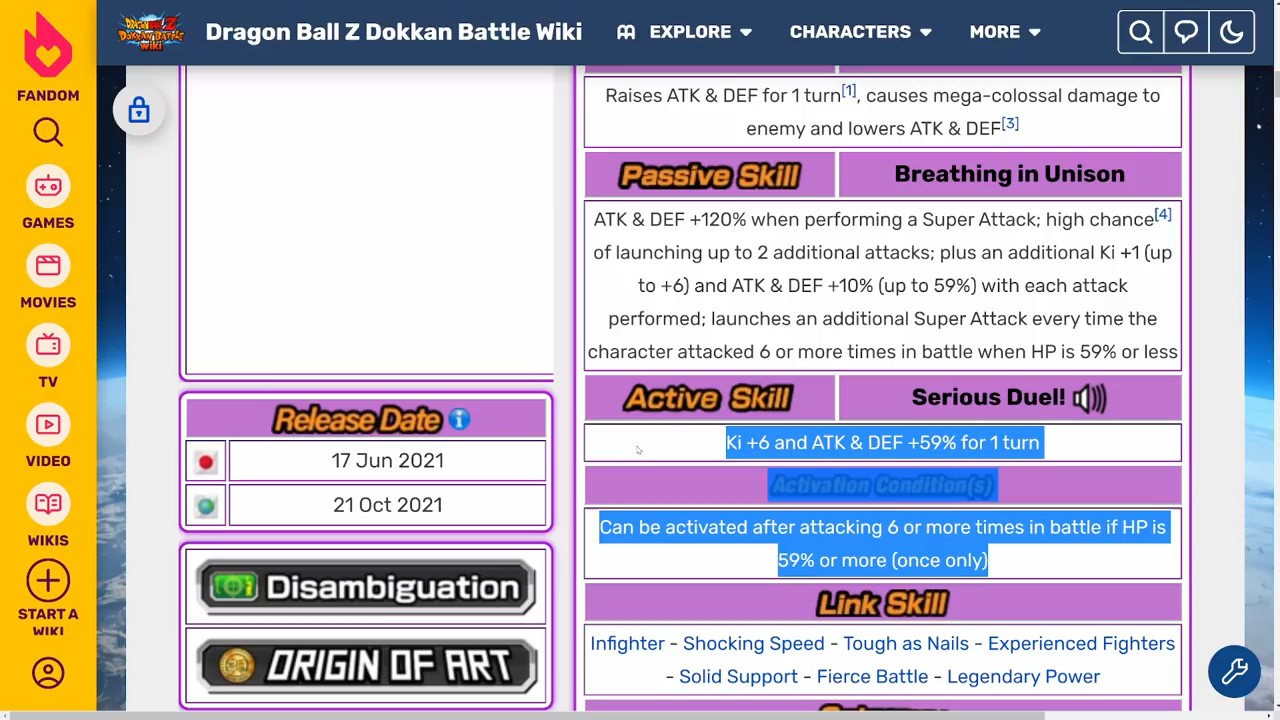 Dragon Ball Z Dokkan Battle Wiki
EXPLORE
CHARACTERS
MORE
FANDOM
GAMES
MOVIES
TV
VIDEO
WIKIS
START A
WIKI
Raises ATK & DEF for 1 turn[1], causes mega-colossal damage to
enemy and lowers ATK & DEF[3]
Passive Skill
Breathing in Unison
ATK & DEF +120% when performing a Super Attack; high chance[4]
of launching up to 2 additional attacks; plus an additional Ki +1 (up
to +6) and ATK & DEF +10% (up to 59%) with each attack
performed; launches an additional Super Attack every time the
character attacked 6 or more times in battle when HP is 59% or less
Active Skill
Serious Duel!
Ki +6 and ATK & DEF +59% for 1 turn
Activation Condition(s)
Can be activated after attacking 6 or more times in battle if HP is
59% or more (once only)
Link Skill
Infighter - Shocking Speed - Tough as Nails - Experienced Fighters
- Solid Support - Fierce Battle - Legendary Power
Release Date
17 Jun 2021
21 Oct 2021
Disambiguation
ORIGIN OF ART